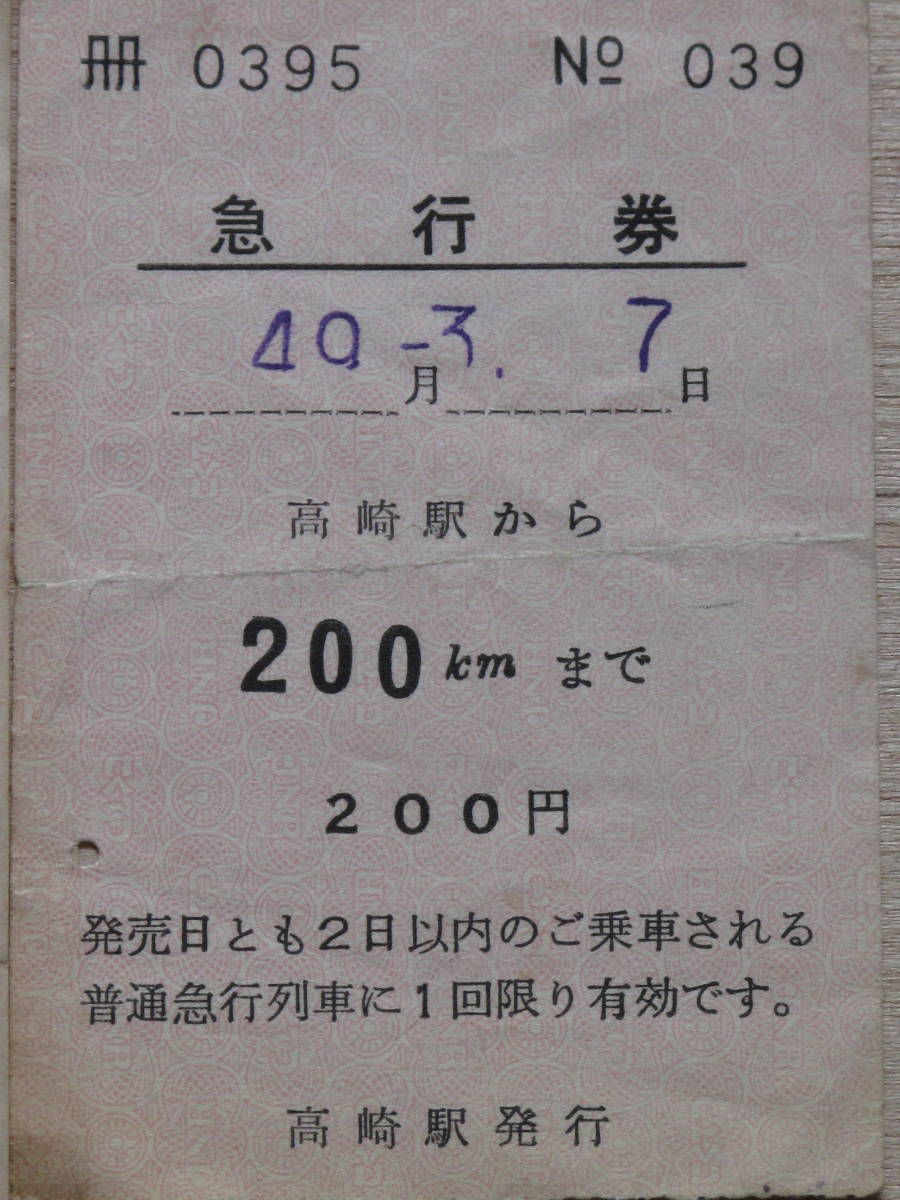 冊 0395 No 039
急行券
40-3. 7
月 日
高崎駅から
200km まで
200円
発売日とも2日以内のご乗車される
普通急行列車に1回限り有効です。
高崎駅発行